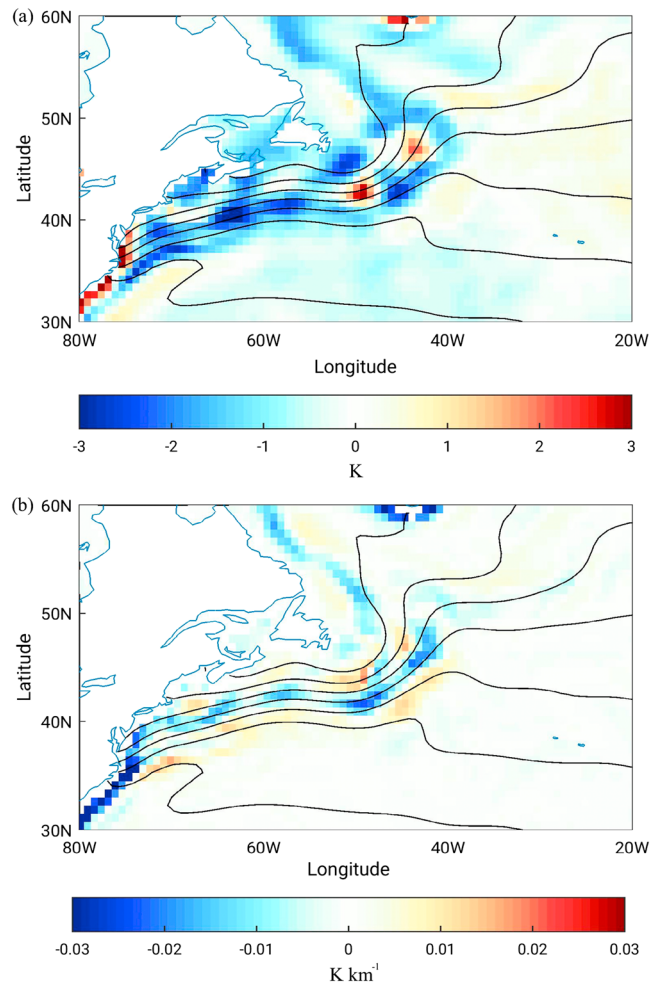 (a) 60N
50N
Latitude
40N
30N
80W 60W 40W 20W
Longitude
-3 -2 -1 0 1 2 3
K
(b) 60N
50N
Latitude
40N
30N
80W 60W 40W 20W
Longitude
-0.03 -0.02 -0.01 0 0.01 0.02 0.03
K km⁻¹